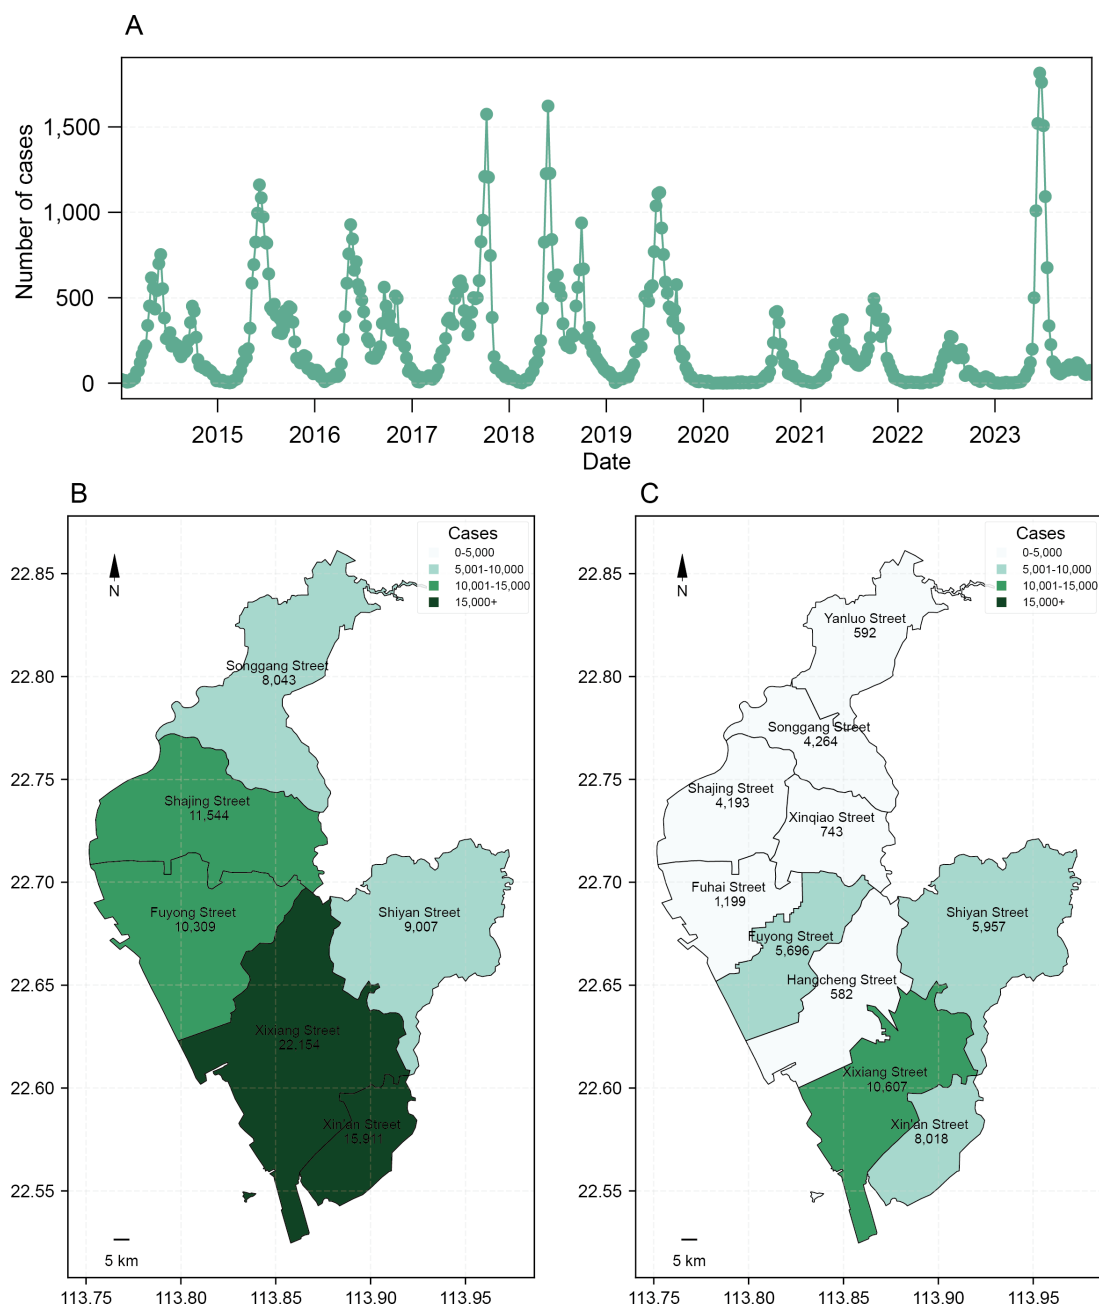 A
Number of cases
1,500
1,000
500
0
2015 2016 2017 2018 2019 2020 2021 2022 2023
Date
B
Cases
0-5,000
5,001-10,000
10,001-15,000
15,000+
N
22.85
22.80
22.75
22.70
22.65
22.60
22.55
Songgang Street
8,043
Shajing Street
11,544
Fuyong Street
10,309
Shiyan Street
9,007
Xixiang Street
22,154
Xin'an Street
15,911
5 km
113.75 113.80 113.85 113.90 113.95
C
Cases
0-5,000
5,001-10,000
10,001-15,000
15,000+
N
22.85
22.80
22.75
22.70
22.65
22.60
22.55
Yanluo Street
592
Songgang Street
4,264
Shajing Street
4,193
Xinqiao Street
743
Fuhai Street
1,199
Shiyan Street
5,957
Fuyong Street
5,696
Hangcheng Street
582
Xixiang Street
10,607
Xin'an Street
8,018
5 km
113.75 113.80 113.85 113.90 113.95